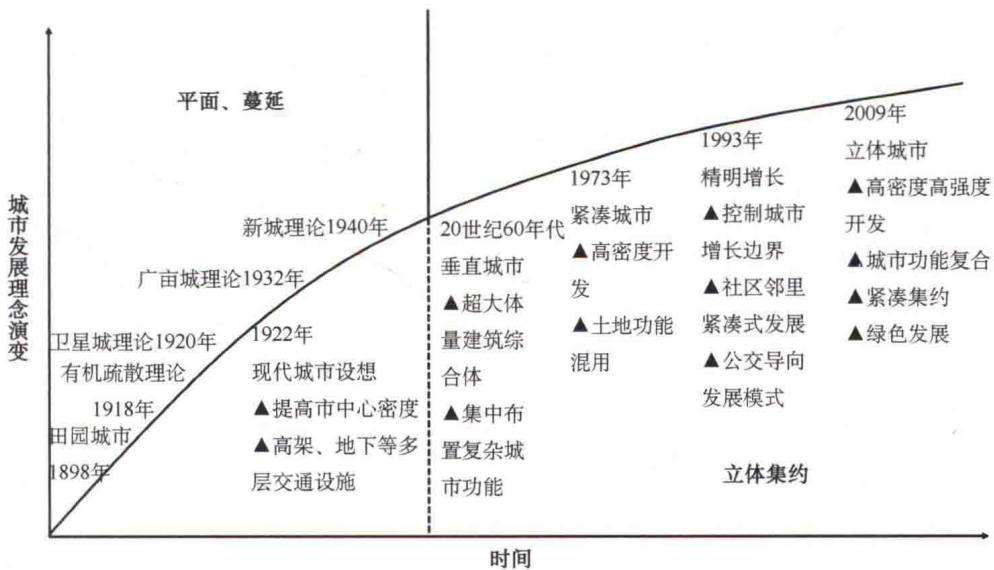 城市发展理念演变
平面、蔓延
新城理论1940年
广亩城理论1932年
卫星城理论1920年
有机疏散理论
1918年
田园城市
1898年
1922年
现代城市设想
▲提高市中心密度
▲高架、地下等多
层交通设施
20世纪60年代
垂直城市
▲超大体
量建筑综
合体
▲集中布
置复杂城
市功能
1973年
紧凑城市
▲高密度开
发
▲土地功能
混用
1993年
精明增长
▲控制城市
增长边界
▲社区邻里
紧凑式发展
▲公交导向
发展模式
2009年
立体城市
▲高密度高强度
开发
▲城市功能复合
▲紧凑集约
▲绿色发展
立体集约
时间